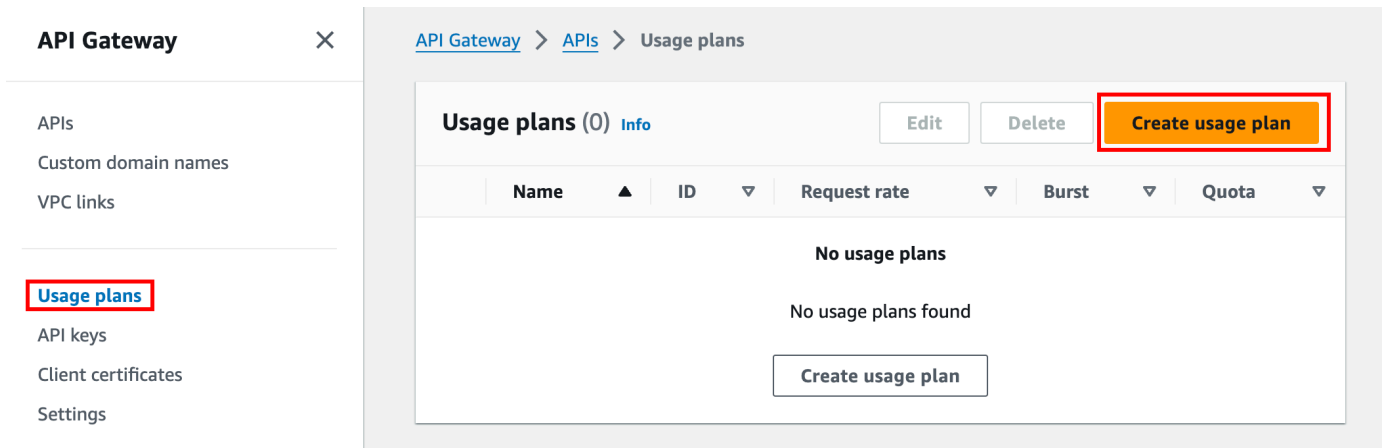 API Gateway
APIs
Custom domain names
VPC links
Usage plans
API keys
Client certificates
Settings
API Gateway > APIs > Usage plans
Usage plans (0) Info
Edit Delete Create usage plan
Name ID Request rate Burst Quota
No usage plans
No usage plans found
Create usage plan